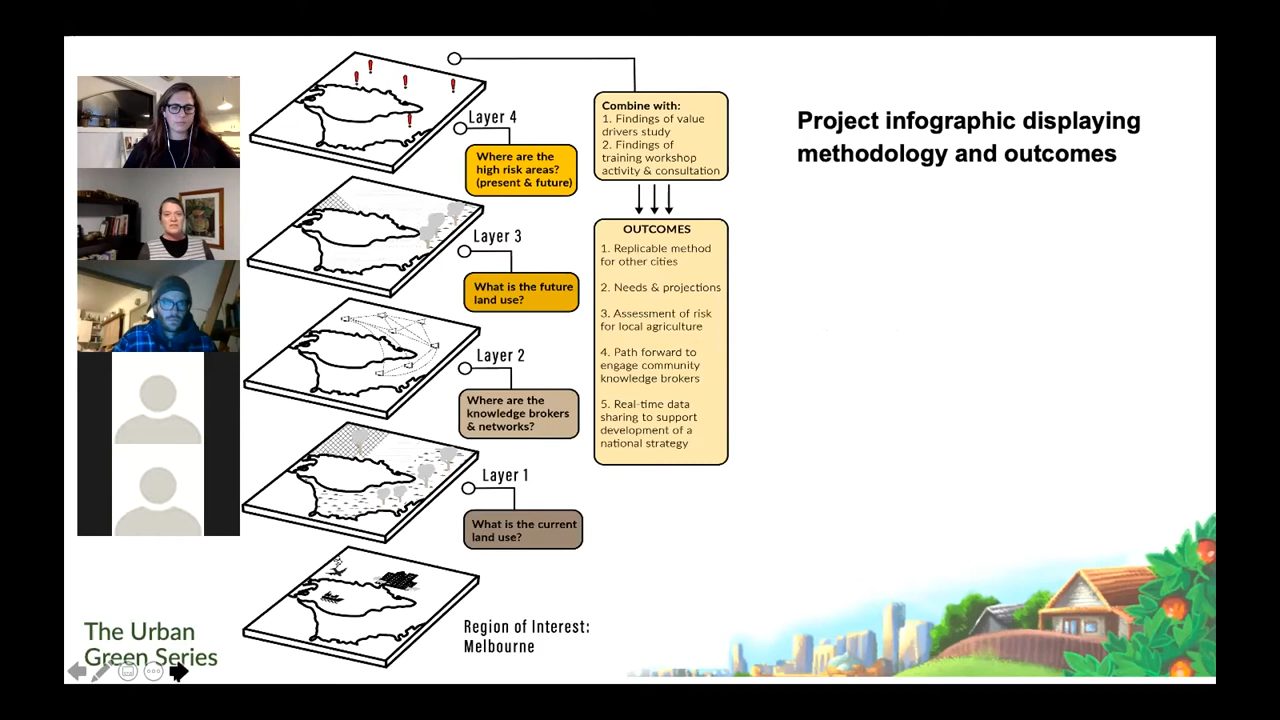 Project infographic displaying
methodology and outcomes
Layer 4
Where are the
high risk areas?
(present & future)
Layer 3
What is the future
land use?
Layer 2
Where are the
knowledge brokers
& networks?
Layer 1
What is the current
land use?
Region of Interest:
Melbourne
Combine with:
1. Findings of value
drivers study
2. Findings of
training workshop
activity & consultation
OUTCOMES
1. Replicable method
for other cities
2. Needs & projections
3. Assessment of risk
for local agriculture
4. Path forward to
engage community
knowledge brokers
5. Real-time data
sharing to support
development of a
national strategy
The Urban
Green Series